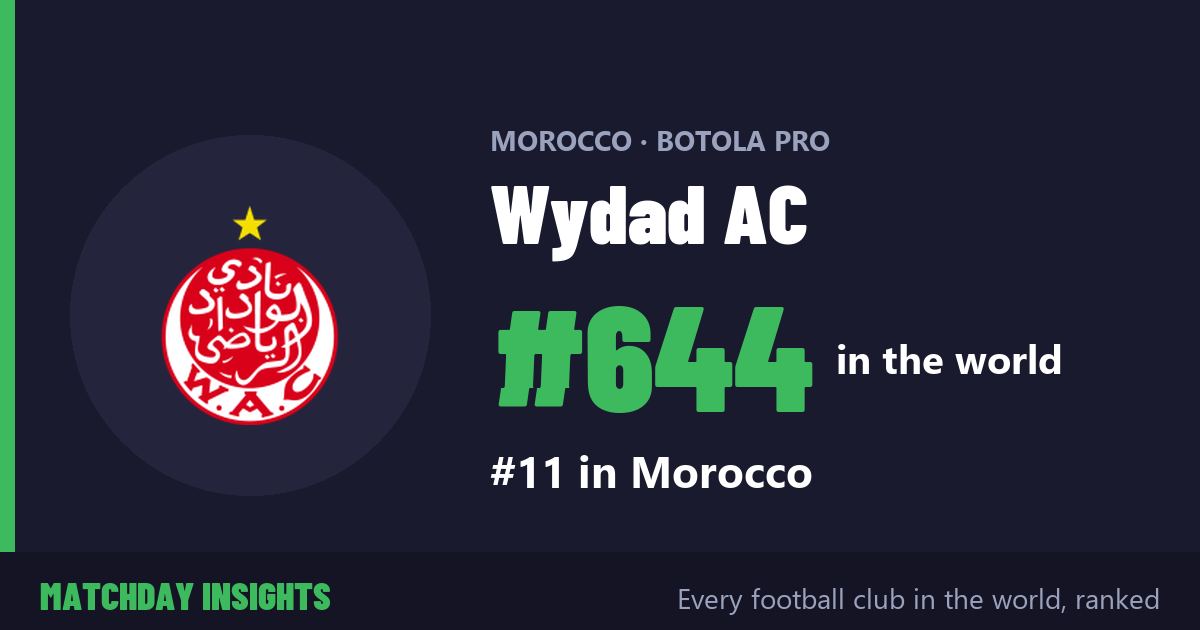 MOROCCO · BOTOLA PRO
Wydad AC
#644 in the world
#11 in Morocco
نادي
الوداد
الرياضي
W.A.C
MATCHDAY INSIGHTS
Every football club in the world, ranked